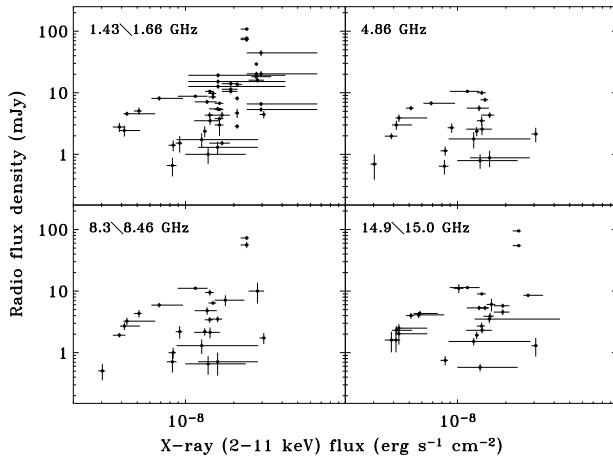 1.43\1.66 GHz
4.86 GHz
100
10
1
8.3\8.46 GHz
14.9\15.0 GHz
100
10
1
Radio flux density (mJy)
10⁻⁸
10⁻⁸
X-ray (2-11 keV) flux (erg s⁻¹ cm⁻²)